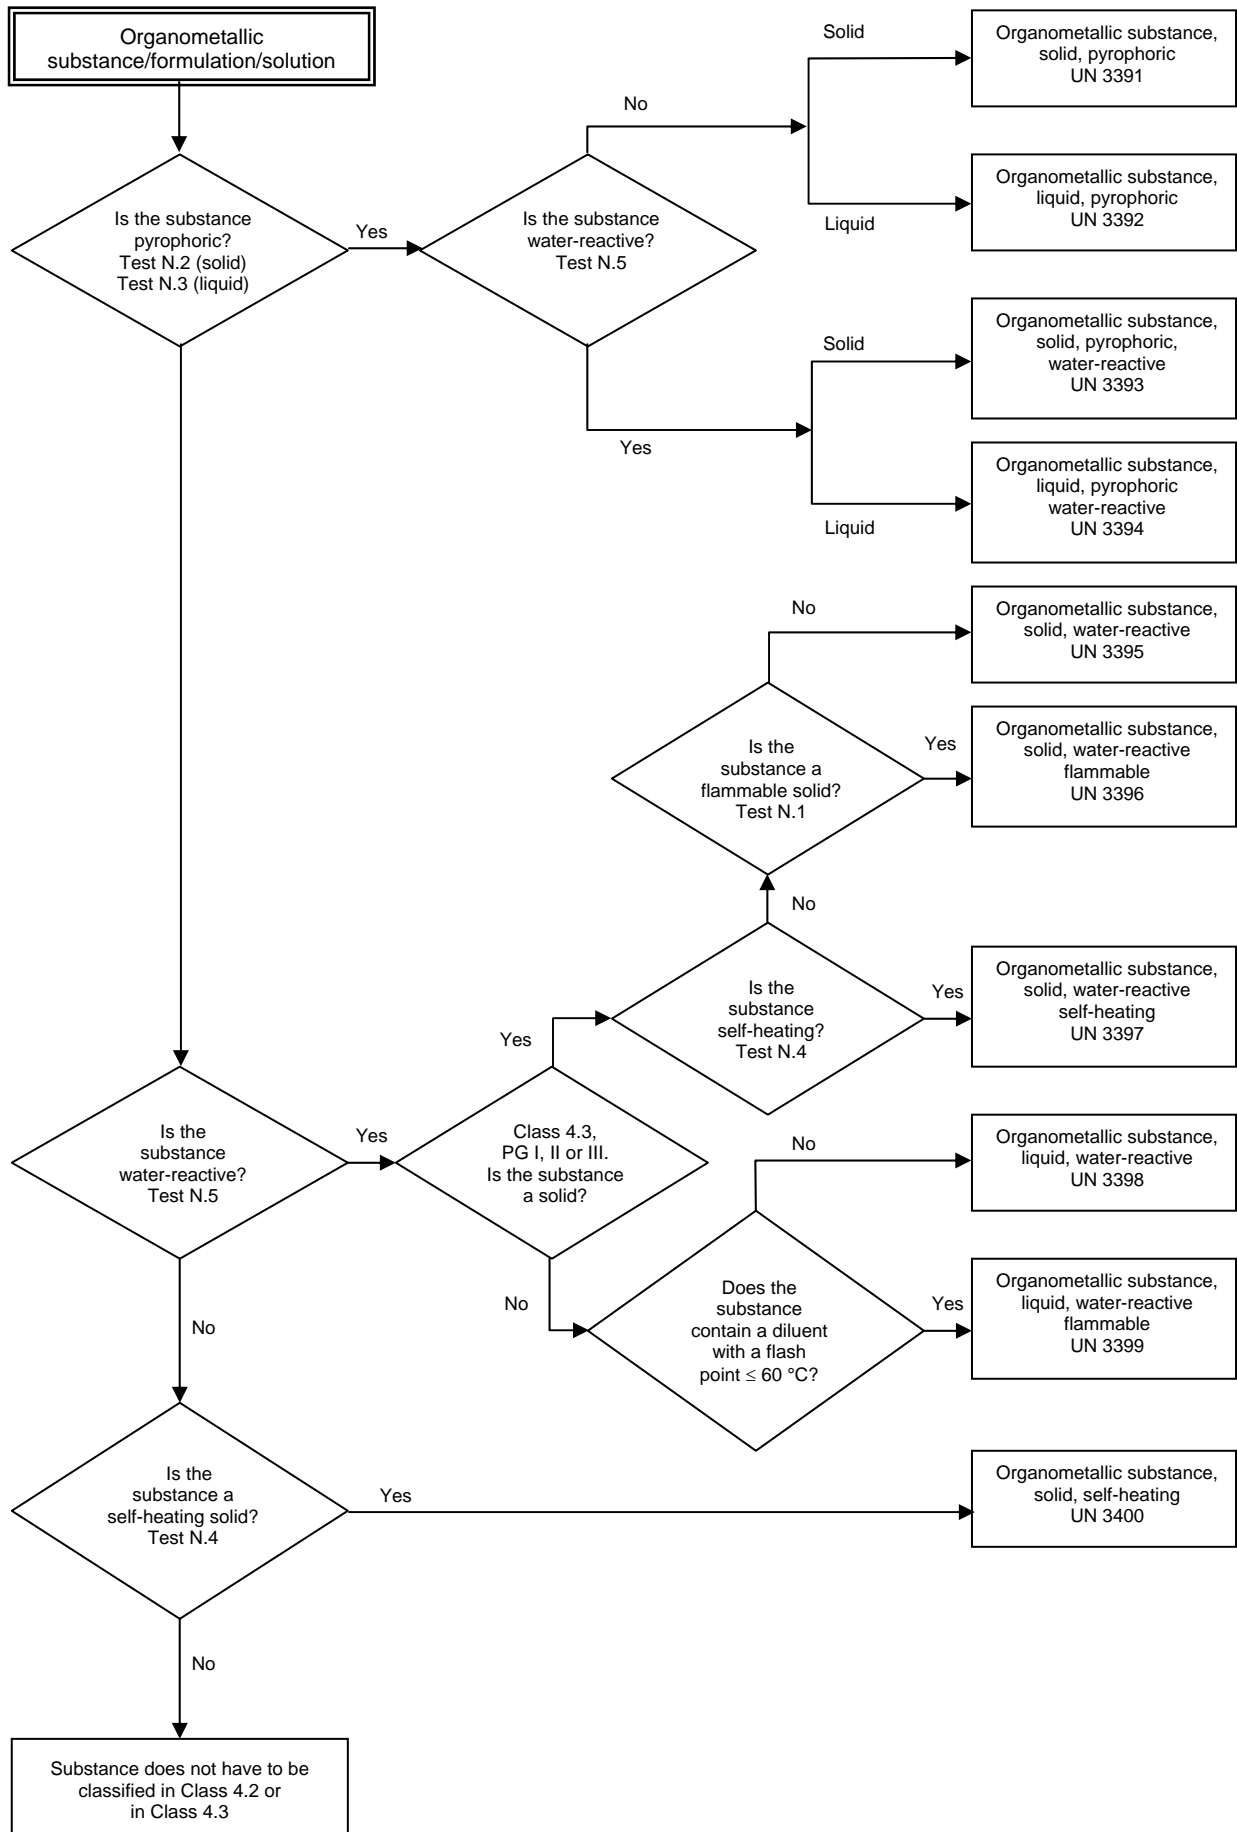 Organometallic
substance/formulation/solution
Is the substance
pyrophoric?
Test N.2 (solid)
Test N.3 (liquid)
Yes
Is the substance
water-reactive?
Test N.5
No
Solid
Organometallic substance,
solid, pyrophoric
UN 3391
Liquid
Organometallic substance,
liquid, pyrophoric
UN 3392
Yes
Solid
Organometallic substance,
solid, pyrophoric,
water-reactive
UN 3393
Liquid
Organometallic substance,
liquid, pyrophoric
water-reactive
UN 3394
No
Organometallic substance,
solid, water-reactive
UN 3395
Is the
substance a
flammable solid?
Test N.1
Yes
Organometallic substance,
solid, water-reactive
flammable
UN 3396
No
Is the
substance
self-heating?
Test N.4
Yes
Organometallic substance,
solid, water-reactive
self-heating
UN 3397
Yes
Is the
substance
water-reactive?
Test N.5
Yes
Class 4.3,
PG I, II or III.
Is the substance
a solid?
No
Organometallic substance,
liquid, water-reactive
UN 3398
No
Does the
substance
contain a diluent
with a flash
point ≤ 60 °C?
Yes
Organometallic substance,
liquid, water-reactive
flammable
UN 3399
No
Is the
substance a
self-heating solid?
Test N.4
Yes
Organometallic substance,
solid, self-heating
UN 3400
No
Substance does not have to be
classified in Class 4.2 or
in Class 4.3